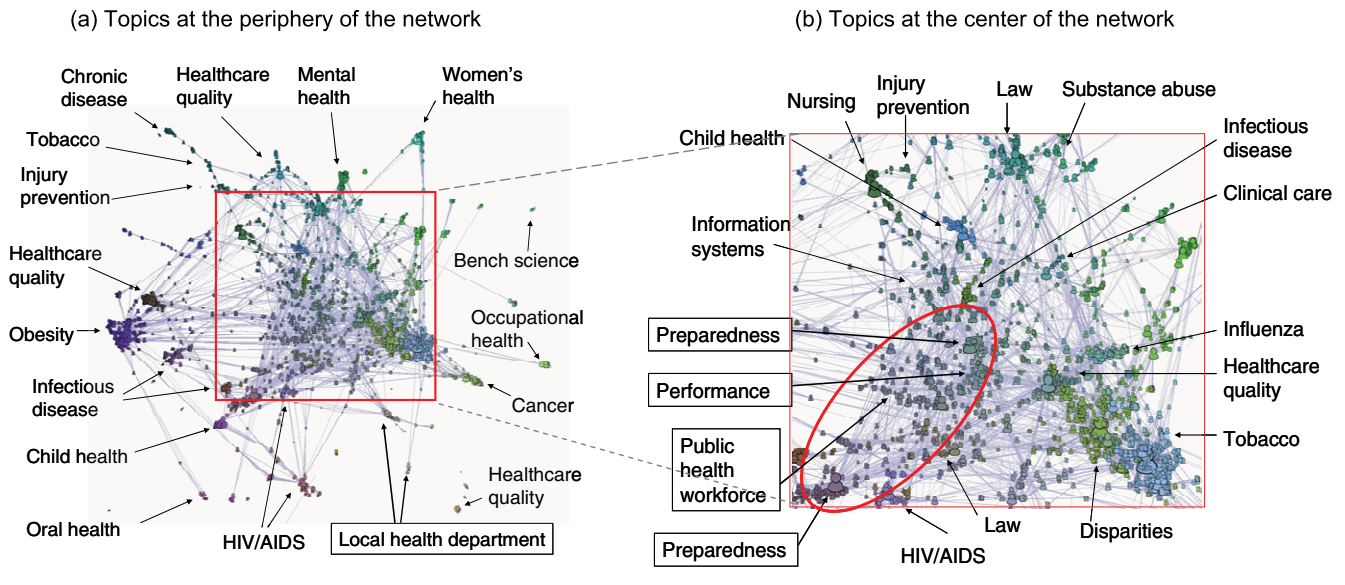 (a) Topics at the periphery of the network
Chronic
disease
Healthcare
quality
Mental
health
Women's
health
Tobacco
Injury
prevention
Healthcare
quality
Bench science
Obesity
Occupational
health
Infectious
disease
Cancer
Child health
Healthcare
quality
Oral health
HIV/AIDS
Local health department
(b) Topics at the center of the network
Nursing
Injury
prevention
Law
Substance abuse
Child health
Infectious
disease
Clinical care
Information
systems
Preparedness
Influenza
Performance
Healthcare
quality
Public
health
workforce
Tobacco
Preparedness
Law
Disparities
HIV/AIDS